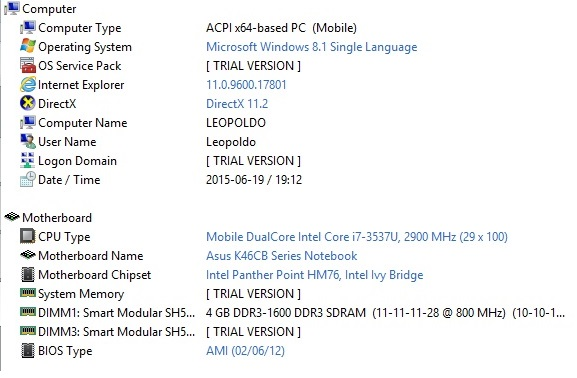 Computer
Computer Type ACPI x64-based PC (Mobile)
Operating System Microsoft Windows 8.1 Single Language
OS Service Pack [ TRIAL VERSION ]
Internet Explorer 11.0.9600.17801
DirectX DirectX 11.2
Computer Name LEOPOLDO
User Name Leopoldo
Logon Domain [ TRIAL VERSION ]
Date / Time 2015-06-19 / 19:12
Motherboard
CPU Type Mobile DualCore Intel Core i7-3537U, 2900 MHz (29 x 100)
Motherboard Name Asus K46CB Series Notebook
Motherboard Chipset Intel Panther Point HM76, Intel Ivy Bridge
System Memory [ TRIAL VERSION ]
DIMM1: Smart Modular SH5... 4 GB DDR3-1600 DDR3 SDRAM (11-11-11-28 @ 800 MHz) (10-10-1...
DIMM3: Smart Modular SH5... [ TRIAL VERSION ]
BIOS Type AMI (02/06/12)